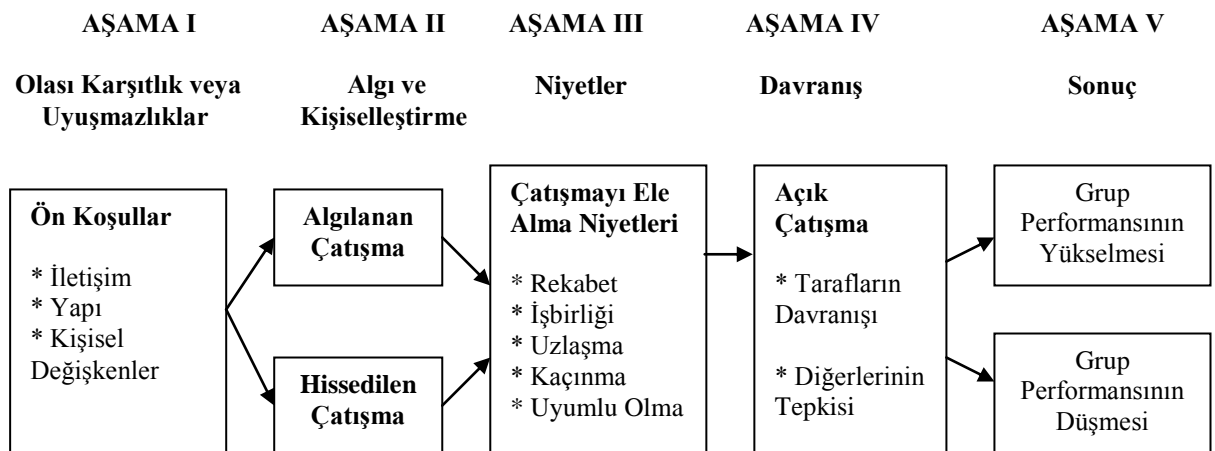 AŞAMA I
AŞAMA II
AŞAMA III
AŞAMA IV
AŞAMA V
Olası Karşıtlık veya
Uyuşmazlıklar
Algı ve
Kişiselleştirme
Niyetler
Davranış
Sonuç
Ön Koşullar
* İletişim
* Yapı
* Kişisel
Değişkenler
Algılanan
Çatışma
Hissedilen
Çatışma
Çatışmayı Ele
Alma Niyetleri
* Rekabet
* İşbirliği
* Uzlaşma
* Kaçınma
* Uyumlu Olma
Açık
Çatışma
* Tarafların
Davranışı
* Diğerlerinin
Tepkisi
Grup
Performansının
Yükselmesi
Grup
Performansının
Düşmesi